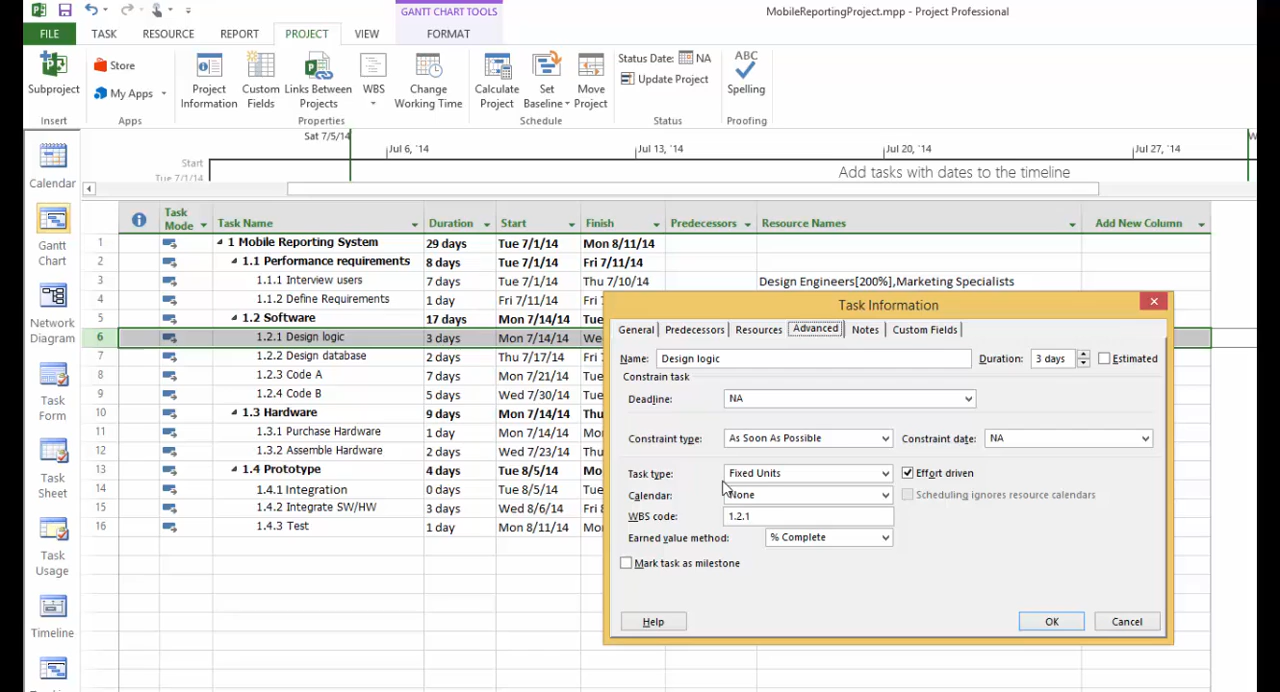 GANTT CHART TOOLS
MobileReportingProject.mpp - Project Professional
FILE TASK RESOURCE REPORT PROJECT VIEW FORMAT
Subproject
Store
My Apps
Project Information
Custom Fields
Links Between Projects
WBS
Change Working Time
Calculate Project
Set Baseline
Move Project
Status Date: NA
Update Project
ABC
Spelling
Insert Apps Properties Schedule Status Proofing
Sat 7/5/14
Jul 6, '14 Jul 13, '14 Jul 20, '14 Jul 27, '14
Start
Tue 7/1/14
Add tasks with dates to the timeline
Calendar
Gantt Chart
Network Diagram
Task Form
Task Sheet
Task Usage
Timeline
Task Mode Task Name Duration Start Finish Predecessors Resource Names Add New Column
1 1 Mobile Reporting System 29 days Tue 7/1/14 Mon 8/11/14
2 1.1 Performance requirements 8 days Tue 7/1/14 Fri 7/11/14
3 1.1.1 Interview users 7 days Tue 7/1/14 Thu 7/10/14 Design Engineers[200%],Marketing Specialists
4 1.1.2 Define Requirements 1 day Fri 7/11/14
5 1.2 Software 17 days Mon 7/14/14 Tue
6 1.2.1 Design logic 3 days Mon 7/14/14 We
7 1.2.2 Design database 2 days Thu 7/17/14 Fri
8 1.2.3 Code A 7 days Mon 7/21/14 Tue
9 1.2.4 Code B 5 days Wed 7/30/14 Tue
10 1.3 Hardware 9 days Mon 7/14/14 Thu
11 1.3.1 Purchase Hardware 1 day Mon 7/14/14 Mo
12 1.3.2 Assemble Hardware 2 days Wed 7/23/14 Thu
13 1.4 Prototype 4 days Tue 8/5/14 Mo
14 1.4.1 Integration 0 days Tue 8/5/14 Tue
15 1.4.2 Integrate SW/HW 3 days Wed 8/6/14 Fri
16 1.4.3 Test 1 day Mon 8/11/14 Mo
Task Information
General Predecessors Resources Advanced Notes Custom Fields
Name: Design logic Duration: 3 days Estimated
Constrain task
Deadline: NA
Constraint type: As Soon As Possible Constraint date: NA
Task type: Fixed Units Effort driven
Calendar: None Scheduling ignores resource calendars
WBS code: 1.2.1
Earned value method: % Complete
Mark task as milestone
Help OK Cancel